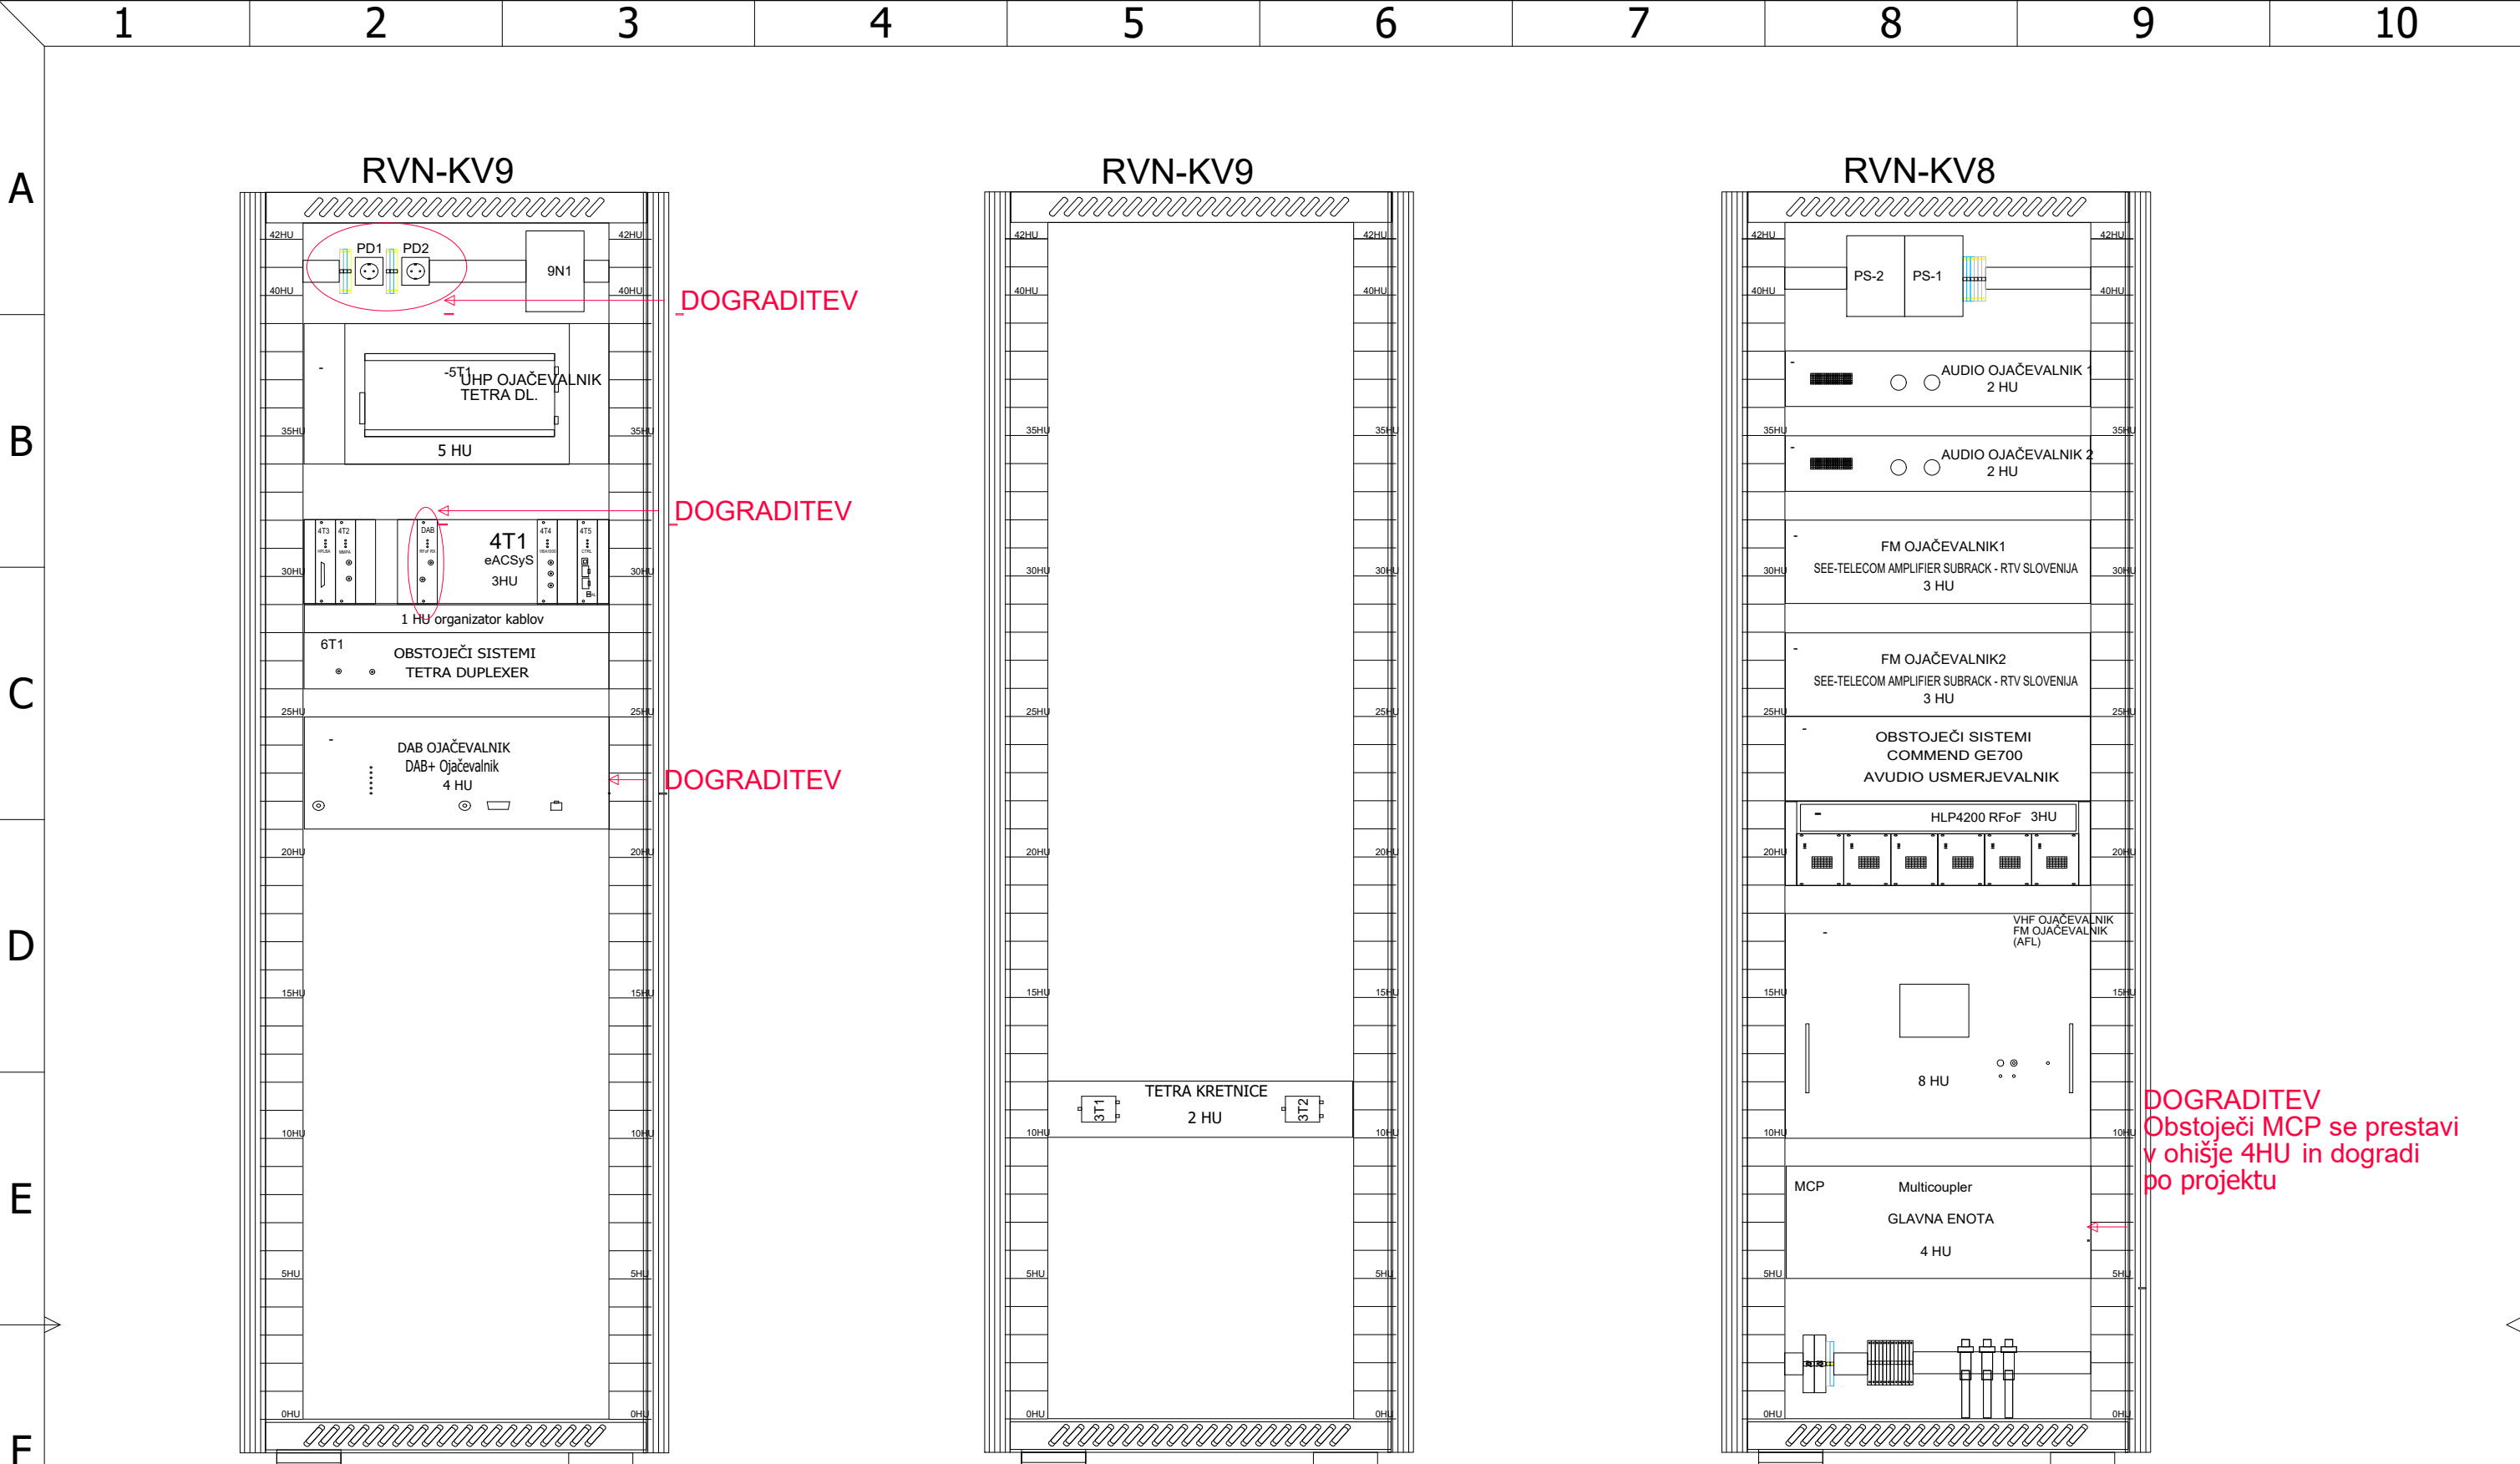 1 2 3 4 5 6 7 8 9 10
A
B
C
D
E
F
RVN-KV9
42HU 42HU
PD1 PD2
9N1
40HU 40HU
DOGRADITEV
-5T1
UHP OJAČEVALNIK
TETRA DL.
35HU 35HU
5 HU
DOGRADITEV
4T3 4T2 DAB 4T4 4T5
RFoF RX
4T1
eACSyS
3HU
30HU 30HU
1 HU organizator kablov
6T1
OBSTOJEČI SISTEMI
TETRA DUPLEXER
25HU 25HU
DAB OJAČEVALNIK
DAB+ Ojačevalnik
4 HU
DOGRADITEV
20HU 20HU
15HU 15HU
10HU 10HU
5HU 5HU
0HU 0HU
RVN-KV9
42HU 42HU
40HU 40HU
35HU 35HU
30HU 30HU
25HU 25HU
20HU 20HU
15HU 15HU
TETRA KRETNICE
3T1 3T2
2 HU
10HU 10HU
5HU 5HU
0HU 0HU
RVN-KV8
42HU 42HU
PS-2 PS-1
40HU 40HU
AUDIO OJAČEVALNIK 1
2 HU
35HU 35HU
AUDIO OJAČEVALNIK 2
2 HU
FM OJAČEVALNIK1
SEE-TELECOM AMPLIFIER SUBRACK - RTV SLOVENIJA
30HU 30HU
3 HU
FM OJAČEVALNIK2
SEE-TELECOM AMPLIFIER SUBRACK - RTV SLOVENIJA
3 HU
25HU 25HU
OBSTOJEČI SISTEMI
COMMEND GE700
AVUDIO USMERJEVALNIK
HLP4200 RFoF 3HU
20HU 20HU
VHF OJAČEVALNIK
FM OJAČEVALNIK
(AFL)
15HU 15HU
8 HU
10HU 10HU
DOGRADITEV
Obstoječi MCP se prestavi
v ohišje 4HU in dogradi
po projektu
MCP Multicoupler
GLAVNA ENOTA
4 HU
5HU 5HU
0HU 0HU